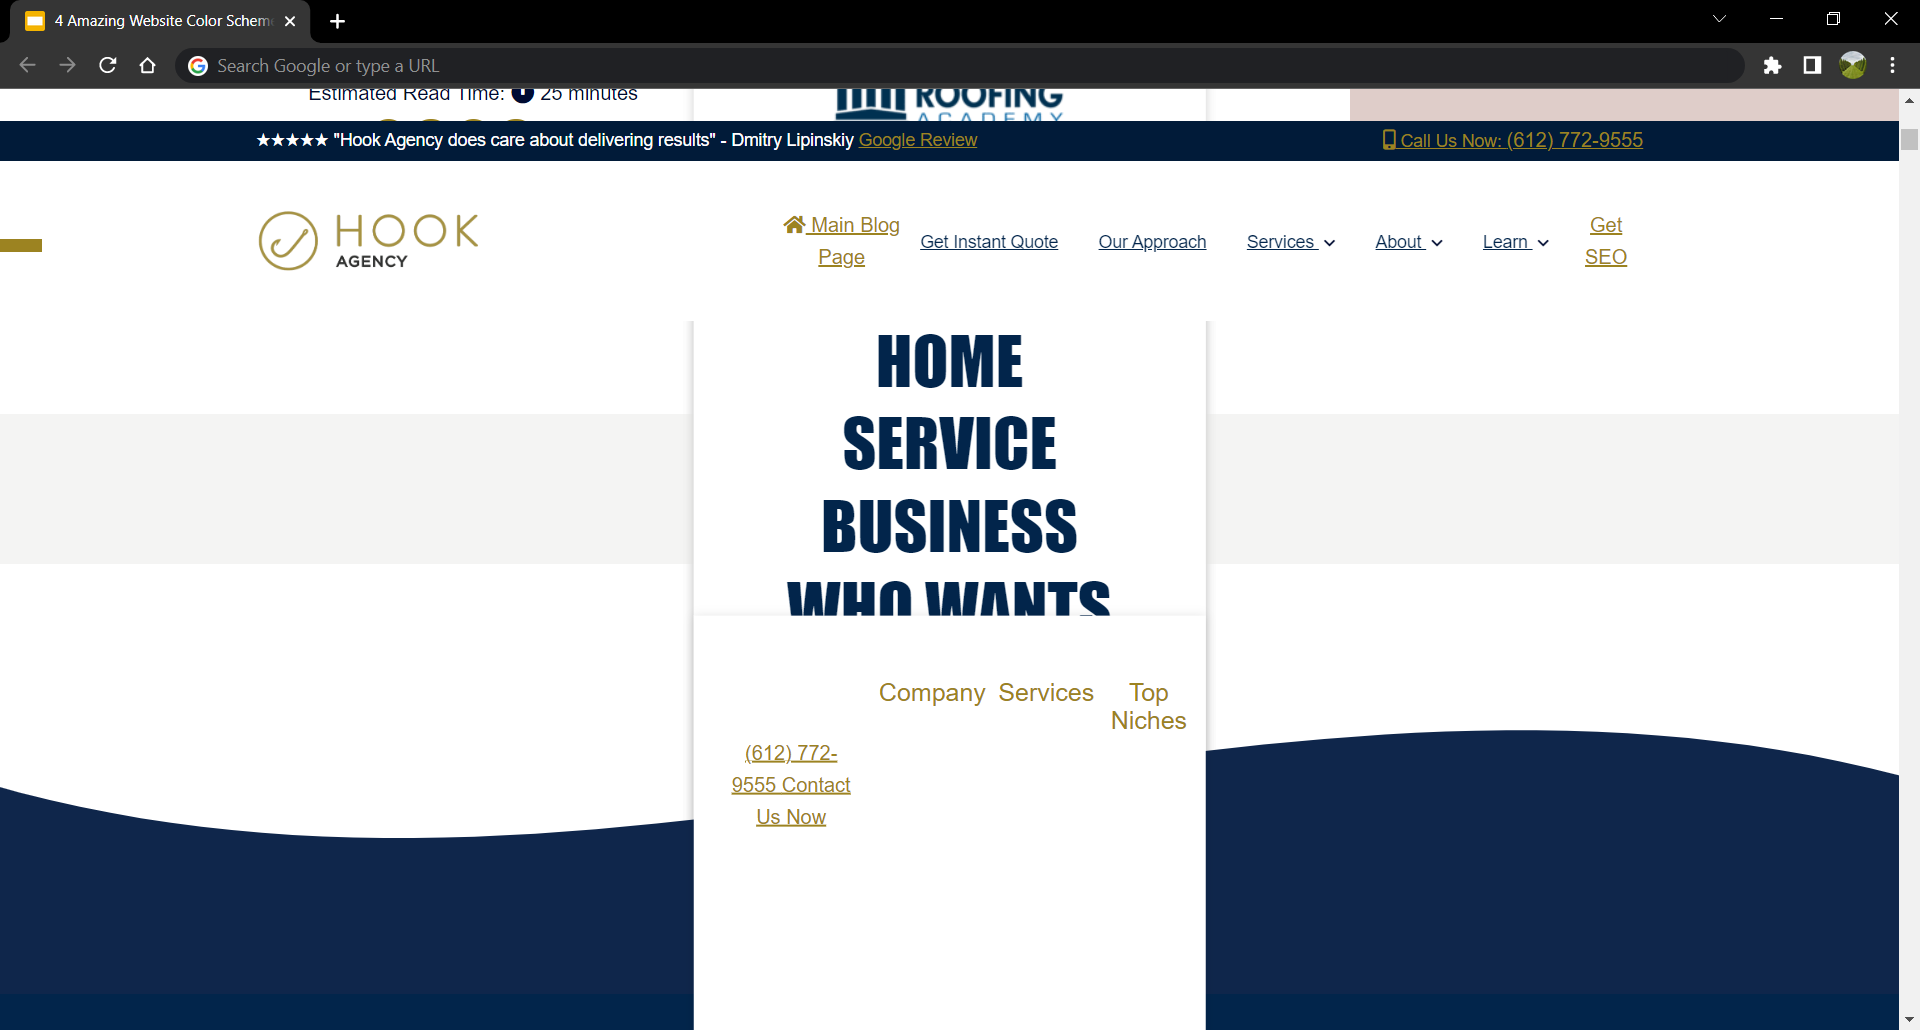 4 Amazing Website Color Schem
Search Google or type a URL
Estimated Read Time: 25 minutes
ROOFING
ACADEMY
★★★★★ "Hook Agency does care about delivering results" - Dmitry Lipinskiy Google Review
Call Us Now: (612) 772-9555
HOOK
AGENCY
Main Blog
Page
Get Instant Quote
Our Approach
Services
About
Learn
Get
SEO
HOME
SERVICE
BUSINESS
WHO WANTS
Company
Services
Top
Niches
(612) 772-
9555 Contact
Us Now